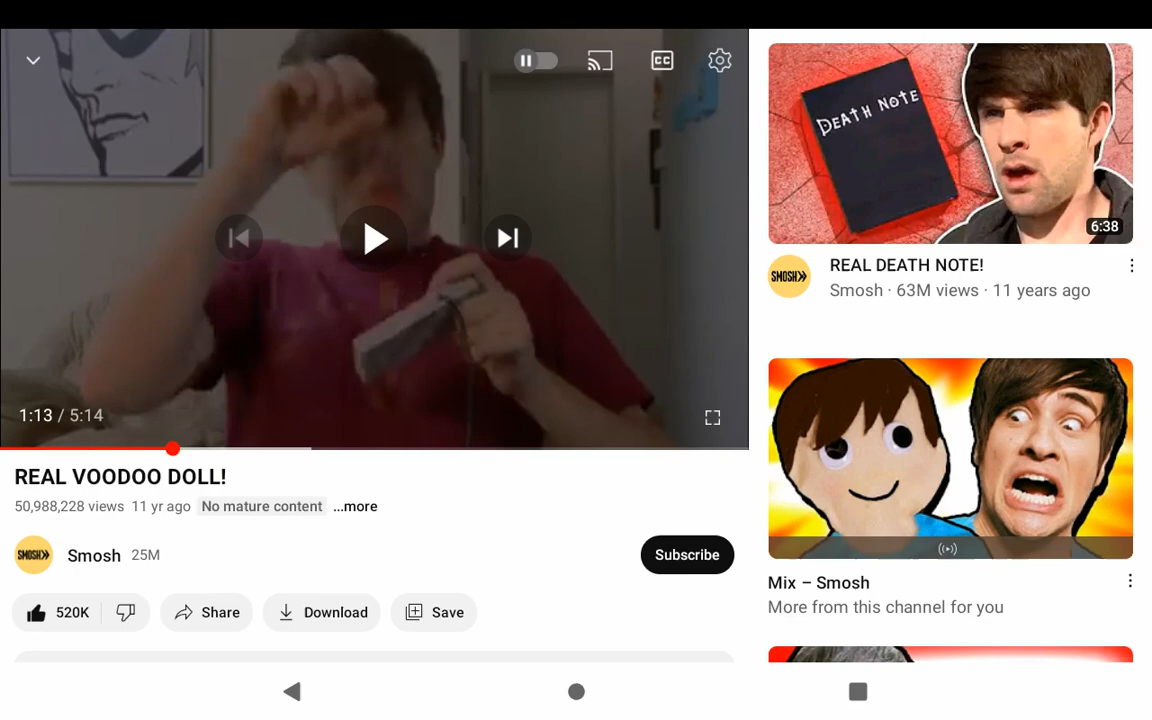 CC
1:13 / 5:14
REAL VOODOO DOLL!
50,988,228 views 11 yr ago No mature content ...more
SMOSH
Smosh 25M
Subscribe
520K
Share
Download
Save
DEATH NOTE
6:38
SMOSH
REAL DEATH NOTE!
Smosh · 63M views · 11 years ago
Mix – Smosh
More from this channel for you